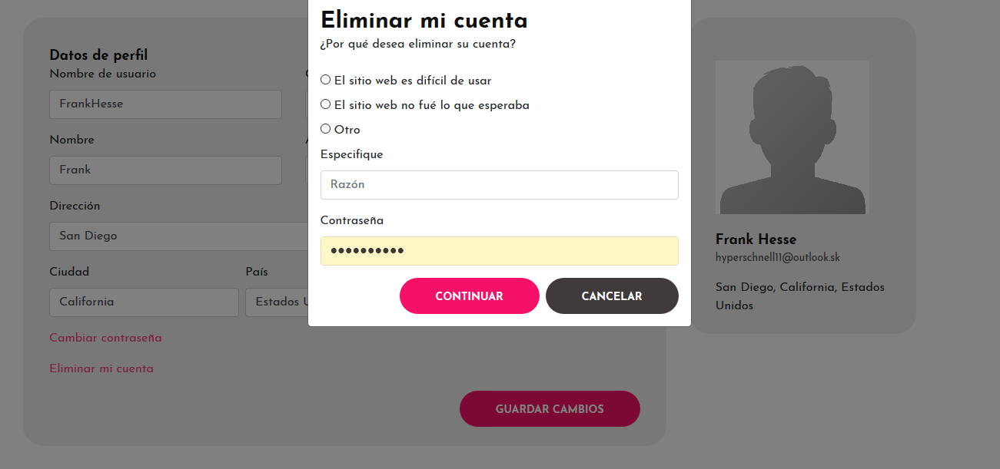 Eliminar mi cuenta
¿Por qué desea eliminar su cuenta?
El sitio web es difícil de usar
El sitio web no fué lo que esperaba
Otro
Especifique
Razón
Contraseña
CONTINUAR
CANCELAR
Datos de perfil
Nombre de usuario
FrankHesse
Nombre
Frank
Dirección
San Diego
Ciudad
País
California
Estados
Cambiar contraseña
Eliminar mi cuenta
GUARDAR CAMBIOS
Frank Hesse
hyperschnell11@outlook.sk
San Diego, California, Estados
Unidos